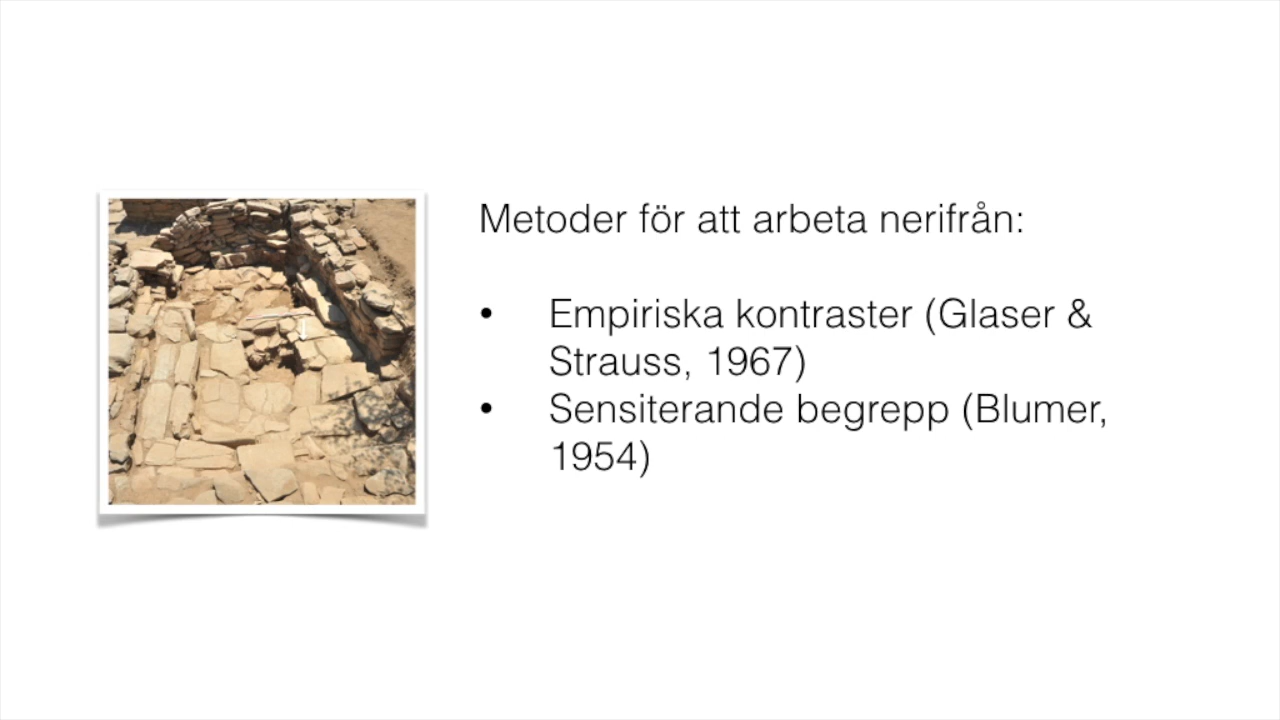 Metoder för att arbeta nerifrån:
• Empiriska kontraster (Glaser &
Strauss, 1967)
• Sensiterande begrepp (Blumer,
1954)